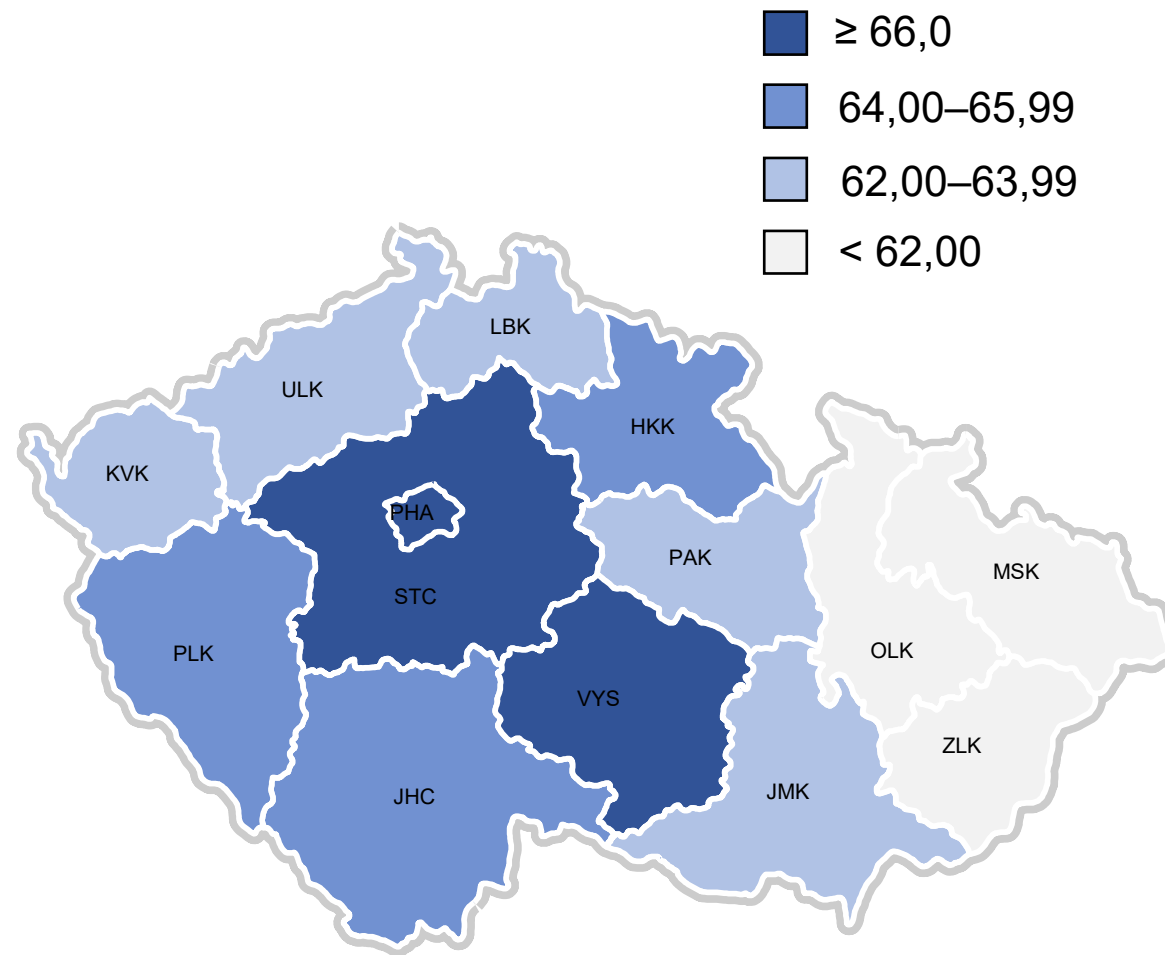 ≥ 66,0
64,00–65,99
62,00–63,99
< 62,00
LBK
ULK
HKK
KVK
PHA
PAK
MSK
STC
OLK
PLK
VYS
ZLK
JMK
JHC